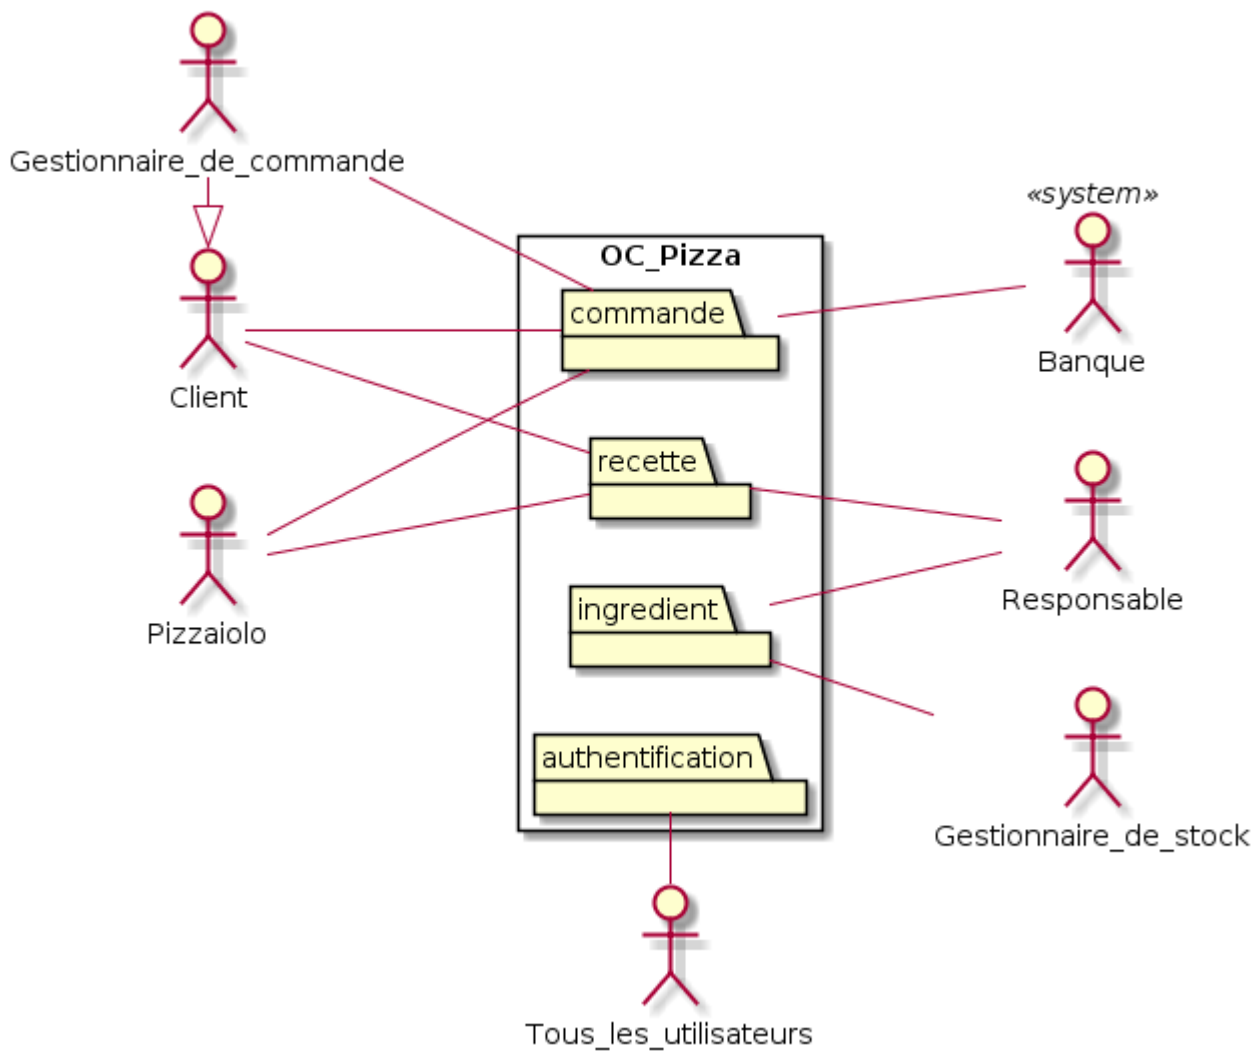 Gestionnaire_de_commande
«system»
OC_Pizza
commande
Banque
Client
recette
Responsable
ingredient
Pizzaiolo
authentification
Gestionnaire_de_stock
Tous_les_utilisateurs